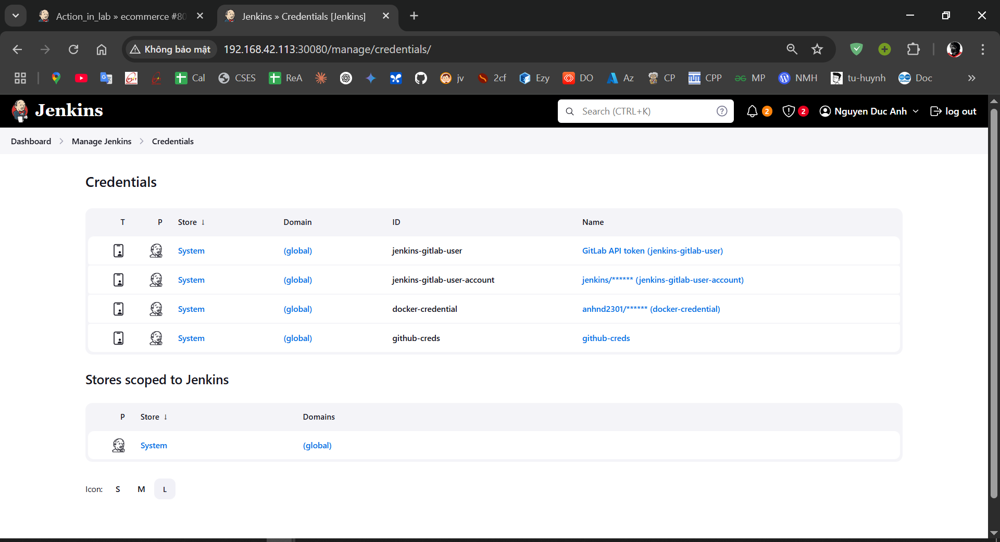 Action_in_lab » ecommerce #80
Jenkins » Credentials [Jenkins]
Không bảo mật
192.168.42.113:30080/manage/credentials/
Cal
CSES
ReA
jv
2cf
Ezy
DO
Az
CP
CPP
MP
NMH
tu-huynh
Doc
Jenkins
Search (CTRL+K)
2
2
Nguyen Duc Anh
log out
Dashboard
Manage Jenkins
Credentials
Credentials
T P Store ↓ Domain ID Name
System (global) jenkins-gitlab-user GitLab API token (jenkins-gitlab-user)
System (global) jenkins-gitlab-user-account jenkins/****** (jenkins-gitlab-user-account)
System (global) docker-credential anhnd2301/****** (docker-credential)
System (global) github-creds github-creds
Stores scoped to Jenkins
P Store ↓ Domains
System (global)
Icon: S M L